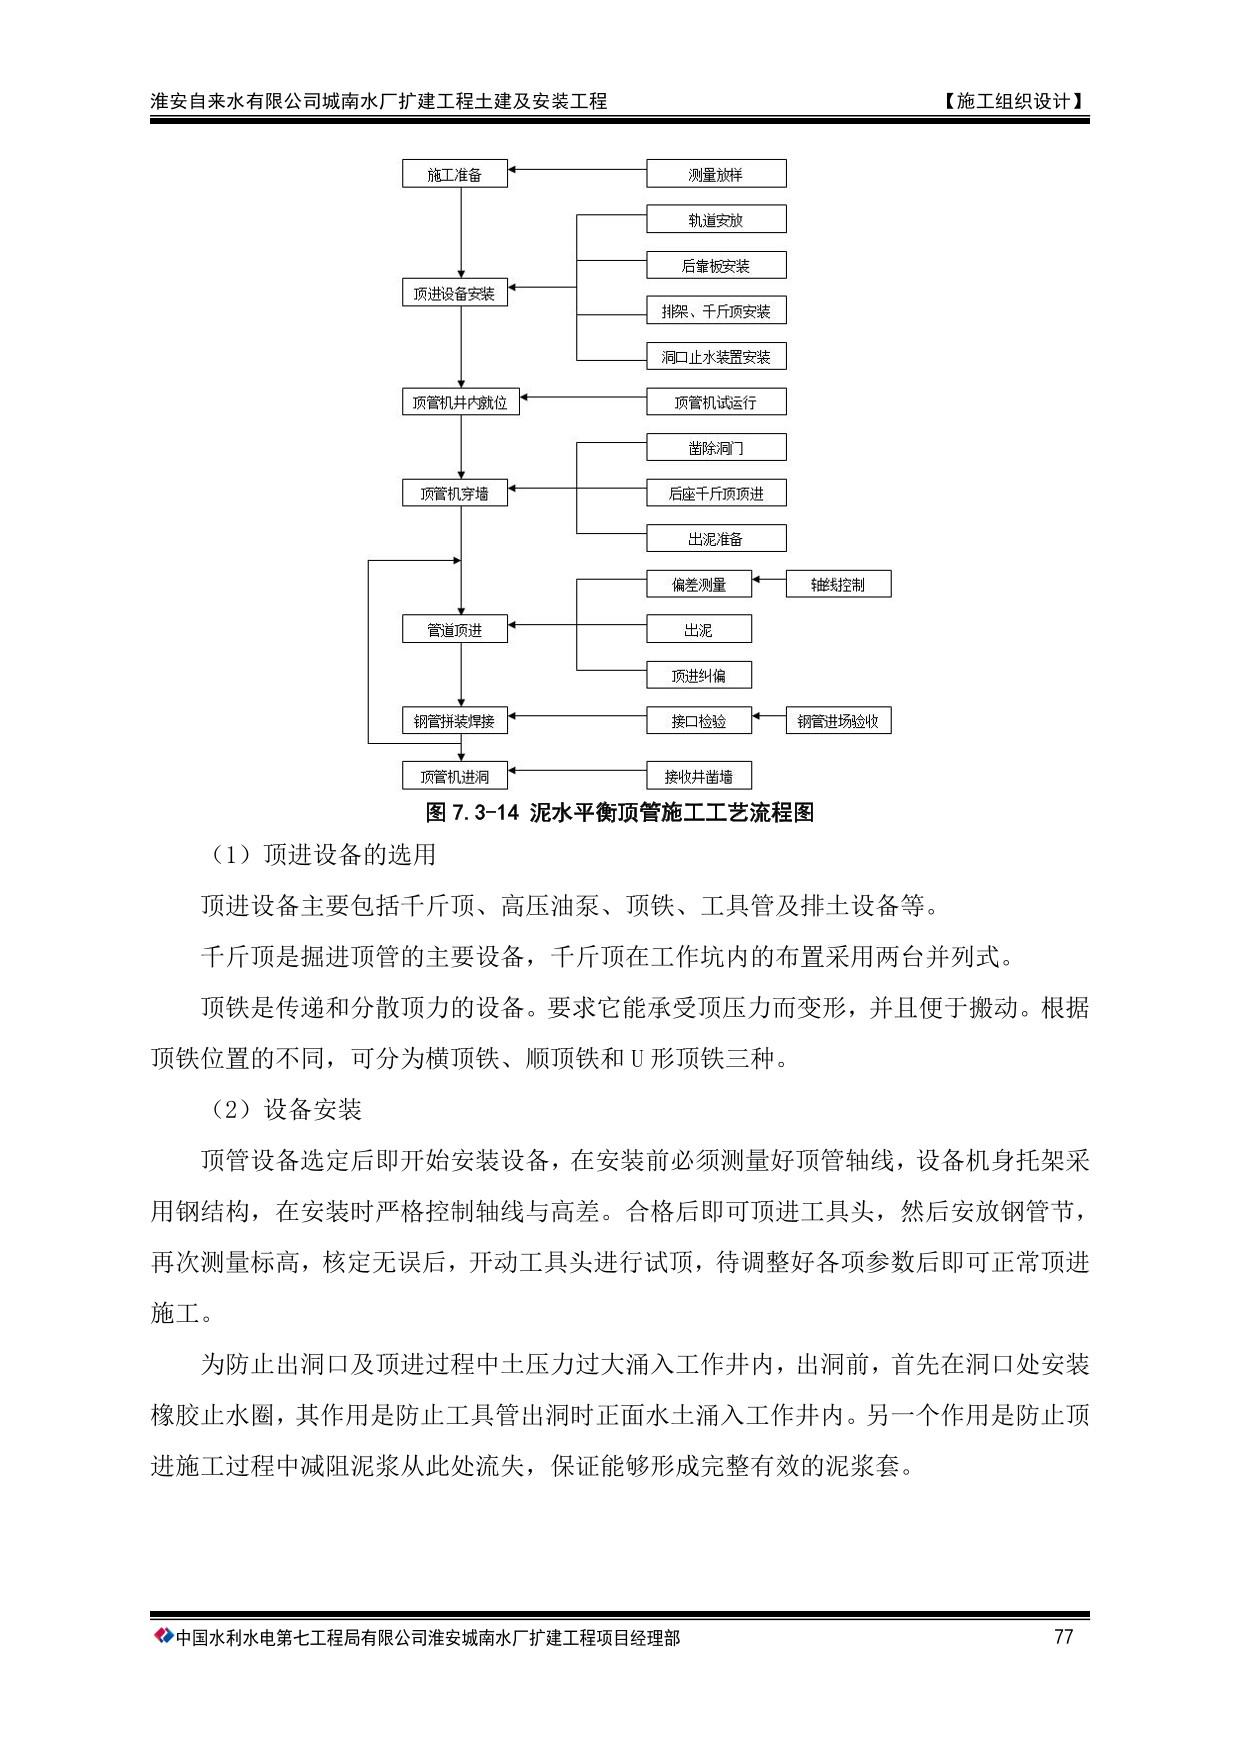 淮安自来水有限公司城南水厂扩建工程土建及安装工程 【施工组织设计】
施工准备 测量放样
轨道安放
后靠板安装
顶进设备安装
排架、千斤顶安装
洞口止水装置安装
顶管机井内就位 顶管机试运行
凿除洞门
顶管机穿墙 后座千斤顶顶进
出泥准备
偏差测量 轴线控制
管道顶进 出泥
顶进纠偏
钢管拼装焊接 接口检验 钢管进场验收
顶管机进洞 接收井凿墙
图 7.3-14 泥水平衡顶管施工工艺流程图
（1）顶进设备的选用
顶进设备主要包括千斤顶、高压油泵、顶铁、工具管及排土设备等。
千斤顶是掘进顶管的主要设备，千斤顶在工作坑内的布置采用两台并列式。
顶铁是传递和分散顶力的设备。要求它能承受顶压力而变形，并且便于搬动。根据
顶铁位置的不同，可分为横顶铁、顺顶铁和 U 形顶铁三种。
（2）设备安装
顶管设备选定后即开始安装设备，在安装前必须测量好顶管轴线，设备机身托架采
用钢结构，在安装时严格控制轴线与高差。合格后即可顶进工具头，然后安放钢管节，
再次测量标高，核定无误后，开动工具头进行试顶，待调整好各项参数后即可正常顶进
施工。
为防止出洞口及顶进过程中土压力过大涌入工作井内，出洞前，首先在洞口处安装
橡胶止水圈，其作用是防止工具管出洞时正面水土涌入工作井内。另一个作用是防止顶
进施工过程中减阻泥浆从此处流失，保证能够形成完整有效的泥浆套。
中国水利水电第七工程局有限公司淮安城南水厂扩建工程项目经理部 77